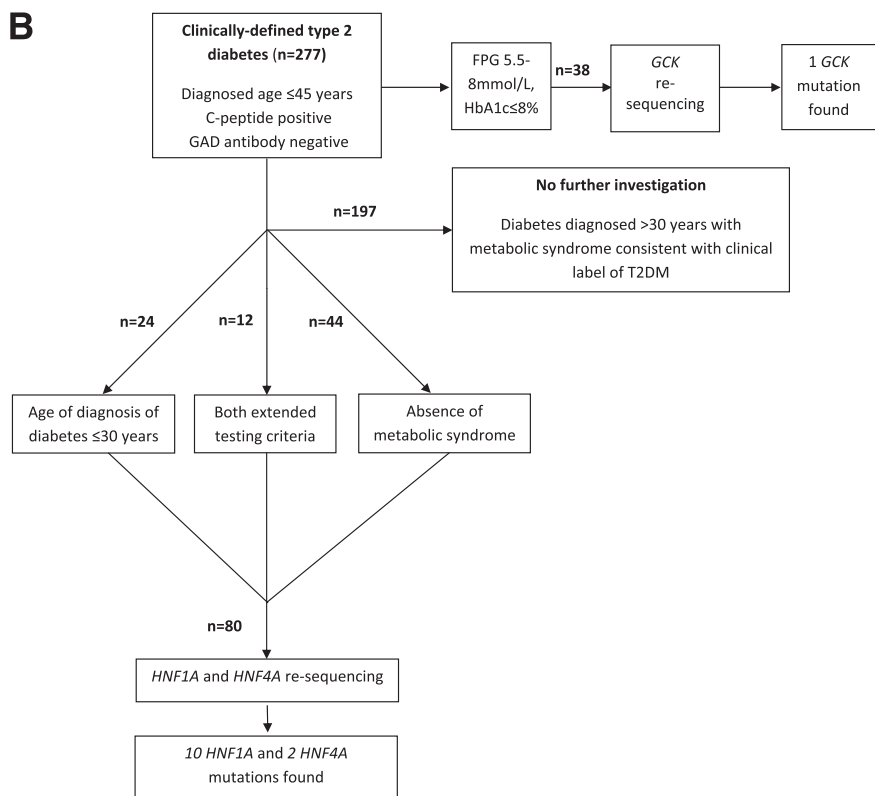 B
Clinically-defined type 2
diabetes (n=277)
Diagnosed age ≤45 years
C-peptide positive
GAD antibody negative
FPG 5.5-
8mmol/L,
HbA1c≤8%
n=38
GCK
re-
sequencing
1 GCK
mutation
found
n=197
No further investigation
Diabetes diagnosed >30 years with
metabolic syndrome consistent with clinical
label of T2DM
n=24
n=12
n=44
Age of diagnosis of
diabetes ≤30 years
Both extended
testing criteria
Absence of
metabolic syndrome
n=80
HNF1A and HNF4A re-sequencing
10 HNF1A and 2 HNF4A
mutations found